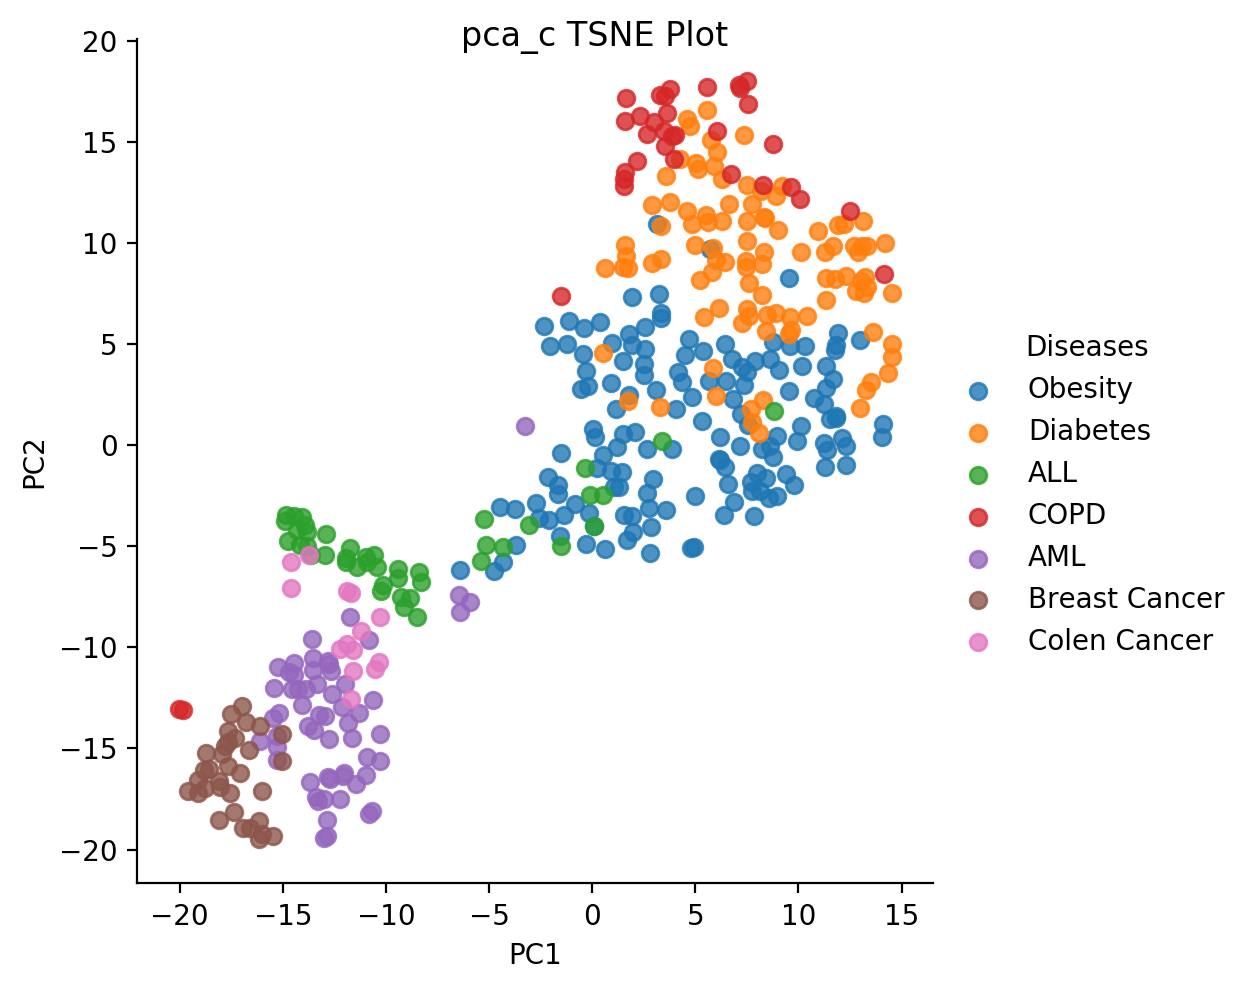 pca_c TSNE Plot
20
15
10
5
0
−5
−10
−15
−20
PC2
−20 −15 −10 −5 0 5 10 15
PC1
Diseases
Obesity
Diabetes
ALL
COPD
AML
Breast Cancer
Colen Cancer